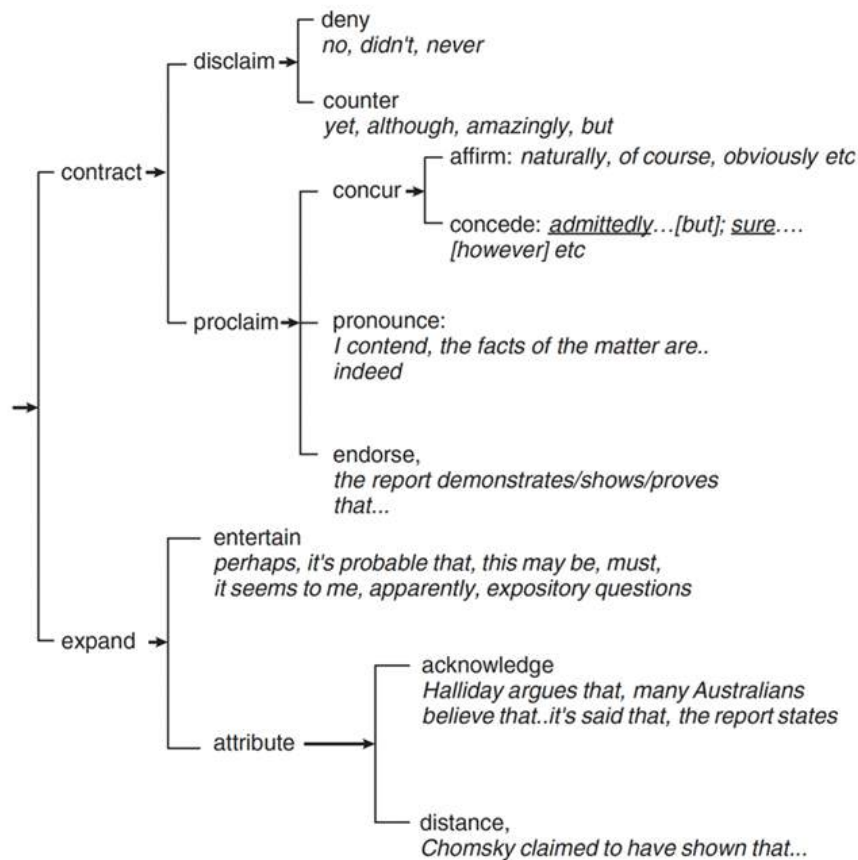 deny
no, didn't, never
disclaim
counter
yet, although, amazingly, but
contract
affirm: naturally, of course, obviously etc
concur
concede: admittedly…[but]; sure….
[however] etc
proclaim
pronounce:
I contend, the facts of the matter are..
indeed
endorse,
the report demonstrates/shows/proves
that...
entertain
perhaps, it's probable that, this may be, must,
it seems to me, apparently, expository questions
expand
acknowledge
Halliday argues that, many Australians
believe that..it's said that, the report states
attribute
distance,
Chomsky claimed to have shown that...